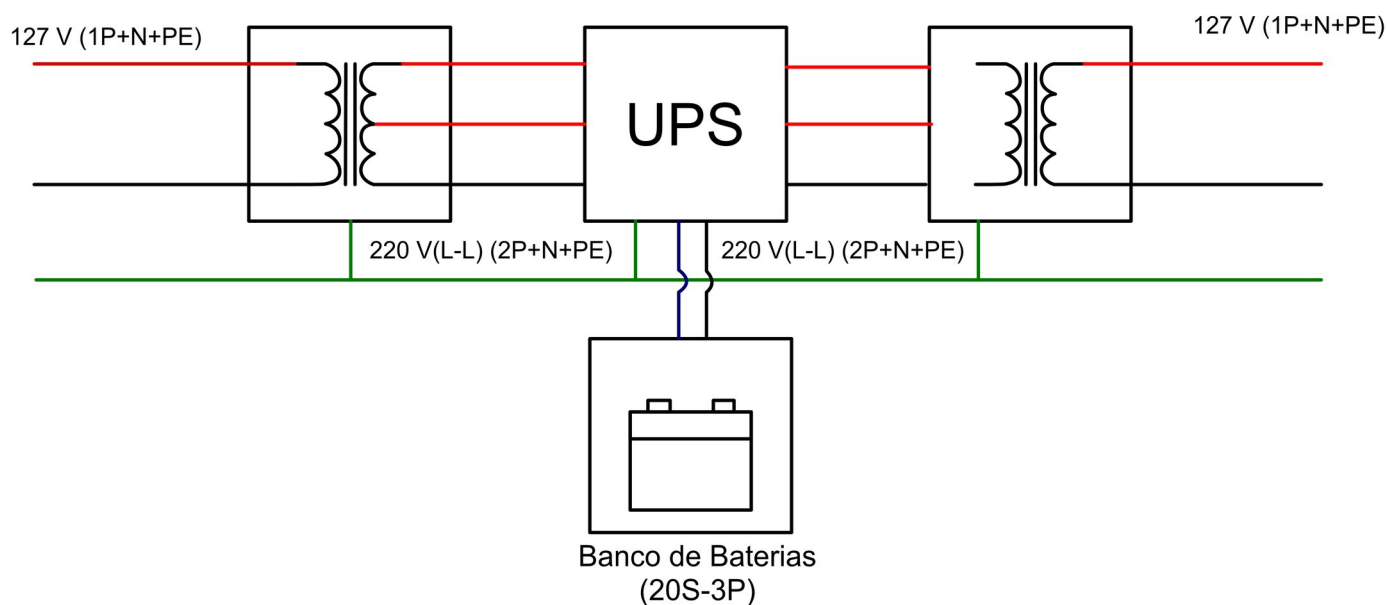 127 V (1P+N+PE)
127 V (1P+N+PE)
UPS
220 V(L-L) (2P+N+PE)
220 V(L-L) (2P+N+PE)
Banco de Baterias
(20S-3P)